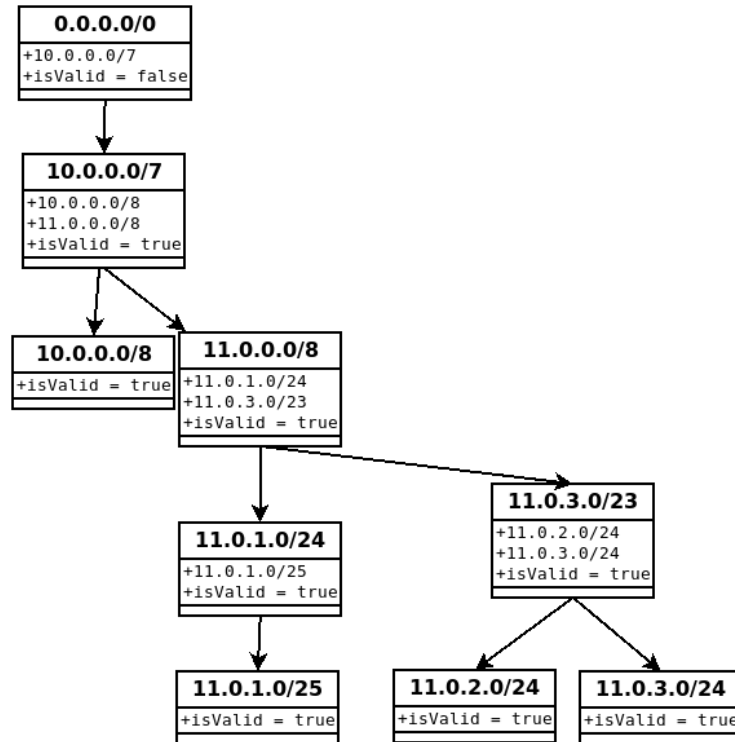 0.0.0.0/0
+10.0.0.0/7
+isValid = false
10.0.0.0/7
+10.0.0.0/8
+11.0.0.0/8
+isValid = true
10.0.0.0/8
+isValid = true
11.0.0.0/8
+11.0.1.0/24
+11.0.3.0/23
+isValid = true
11.0.1.0/24
+11.0.1.0/25
+isValid = true
11.0.3.0/23
+11.0.2.0/24
+11.0.3.0/24
+isValid = true
11.0.1.0/25
+isValid = true
11.0.2.0/24
+isValid = true
11.0.3.0/24
+isValid = true